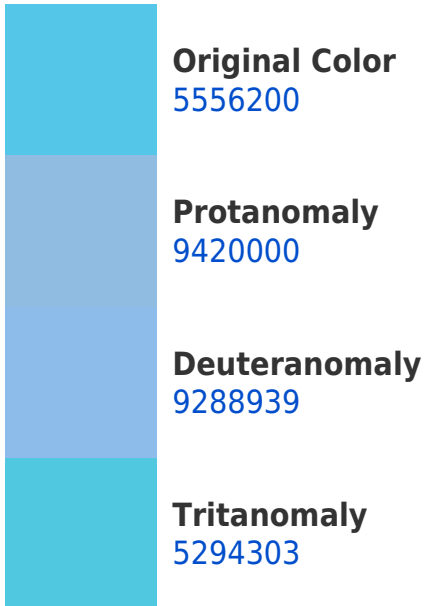 Original Color
5556200
Protanomaly
9420000
Deuteranomaly
9288939
Tritanomaly
5294303